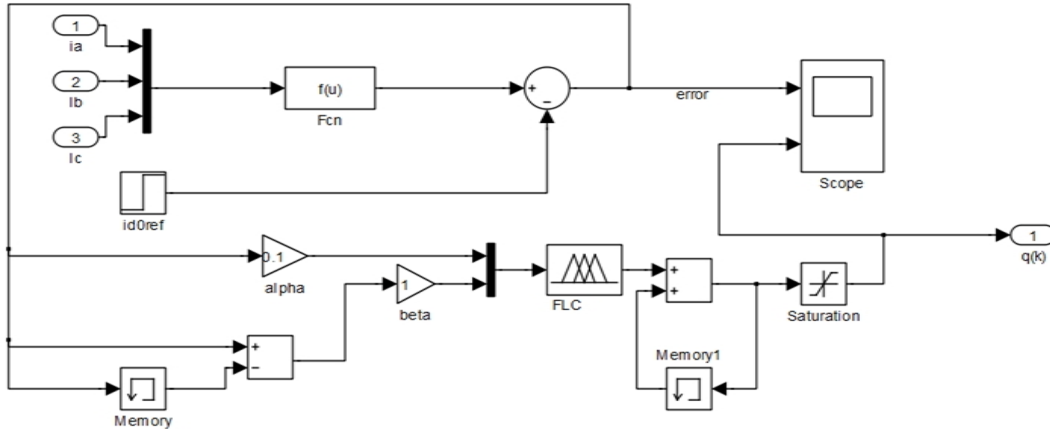 1
ia
2
Ib
3
Ic
f(u)
Fcn
+
−
error
Scope
id0ref
0.1
alpha
1
beta
FLC
+
+
Saturation
1
q(k)
+
−
Memory
Memory1